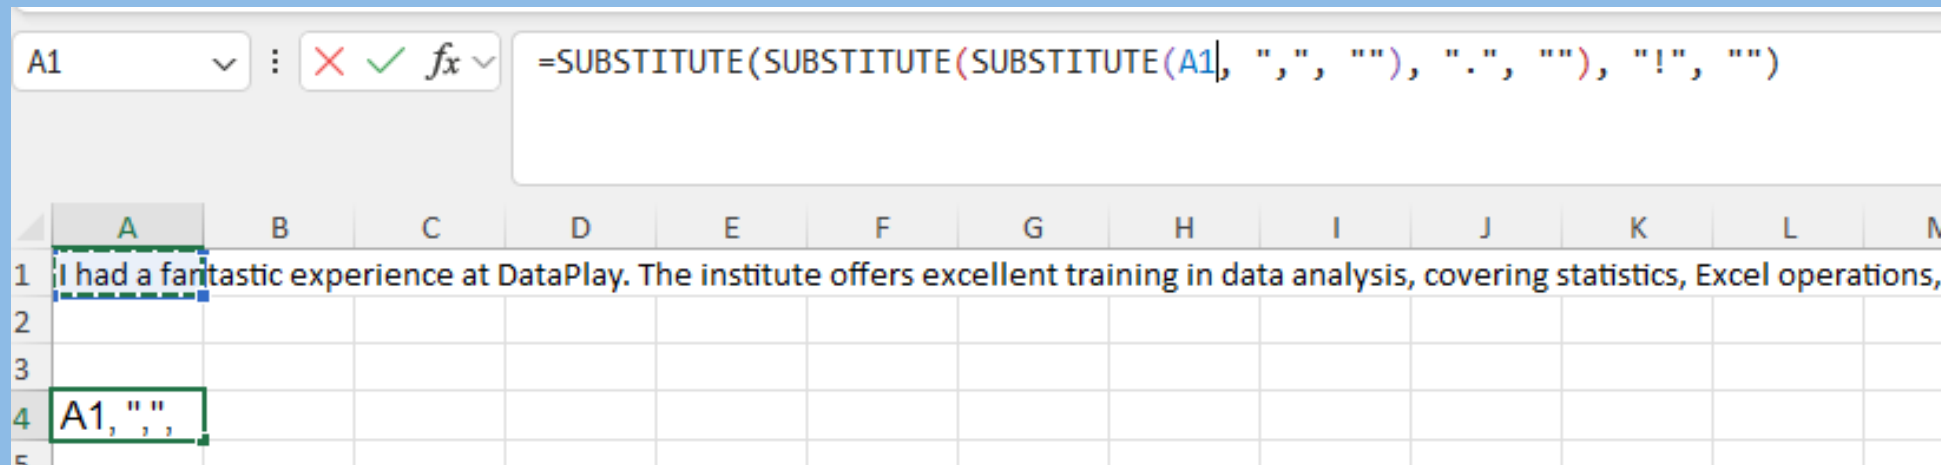 A1 fx =SUBSTITUTE(SUBSTITUTE(SUBSTITUTE(A1, ",", ""), ".", ""), "!", "")
A B C D E F G H I J K L
1 I had a fantastic experience at DataPlay. The institute offers excellent training in data analysis, covering statistics, Excel operations,
2
3
4 A1, ",",